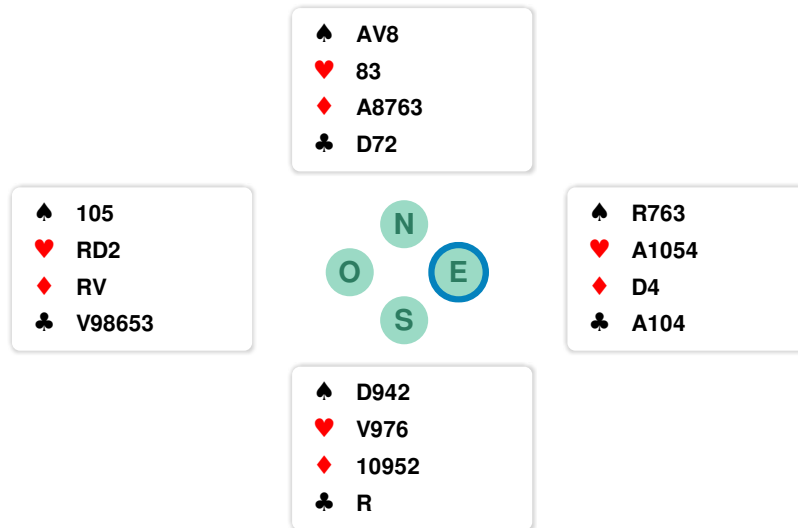 ♠ AV8
♥ 83
♦ A8763
♣ D72
♠ 105
♥ RD2
♦ RV
♣ V98653
N
O
E
S
♠ R763
♥ A1054
♦ D4
♣ A104
♠ D942
♥ V976
♦ 10952
♣ R